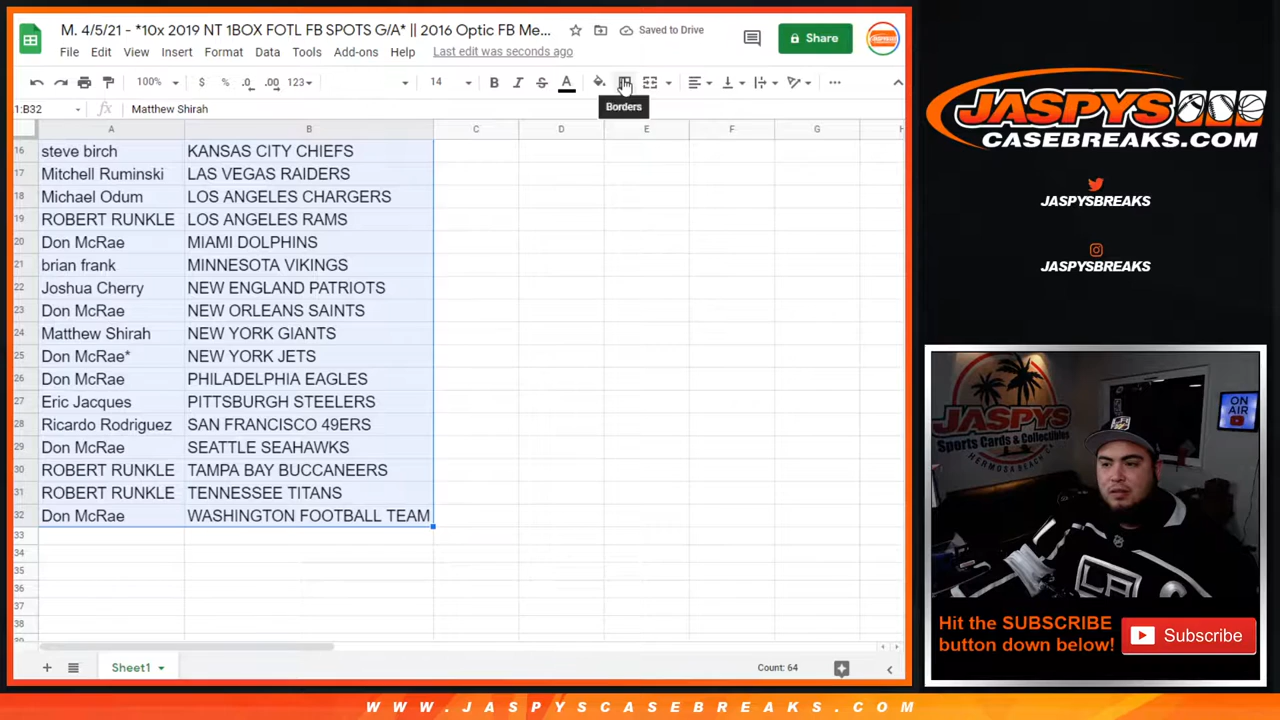 M. 4/5/21 - *10x 2019 NT 1BOX FOTL FB SPOTS G/A* || 2016 Optic FB Me...
Saved to Drive
Share
File Edit View Insert Format Data Tools Add-ons Help Last edit was seconds ago
100% $ % .0 .00 123 14 B I S A
Borders
1:B32 fx Matthew Shirah
A B C D E F G H
16 steve birch KANSAS CITY CHIEFS
17 Mitchell Ruminski LAS VEGAS RAIDERS
18 Michael Odum LOS ANGELES CHARGERS
19 ROBERT RUNKLE LOS ANGELES RAMS
20 Don McRae MIAMI DOLPHINS
21 brian frank MINNESOTA VIKINGS
22 Joshua Cherry NEW ENGLAND PATRIOTS
23 Don McRae NEW ORLEANS SAINTS
24 Matthew Shirah NEW YORK GIANTS
25 Don McRae* NEW YORK JETS
26 Don McRae PHILADELPHIA EAGLES
27 Eric Jacques PITTSBURGH STEELERS
28 Ricardo Rodriguez SAN FRANCISCO 49ERS
29 Don McRae SEATTLE SEAHAWKS
30 ROBERT RUNKLE TAMPA BAY BUCCANEERS
31 ROBERT RUNKLE TENNESSEE TITANS
32 Don McRae WASHINGTON FOOTBALL TEAM
33
34
35
36
37
38
Sheet1
Count: 64
JASPYS
CASEBREAKS.COM
JASPYSBREAKS
JASPYSBREAKS
JASPYS
Sports Cards & Collectibles
HERMOSA BEACH
ON AIR
LA
Hit the SUBSCRIBE
button down below!
Subscribe
WWW.JASPYSCASEBREAKS.COM